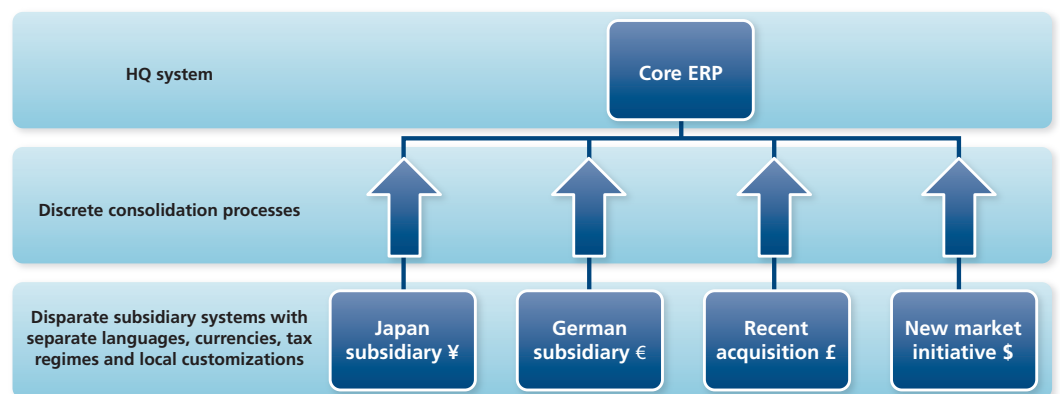 HQ system
Core ERP
Discrete consolidation processes
Disparate subsidiary systems with
separate languages, currencies, tax
regimes and local customizations
Japan
subsidiary ¥
German
subsidiary €
Recent
acquisition £
New market
initiative $